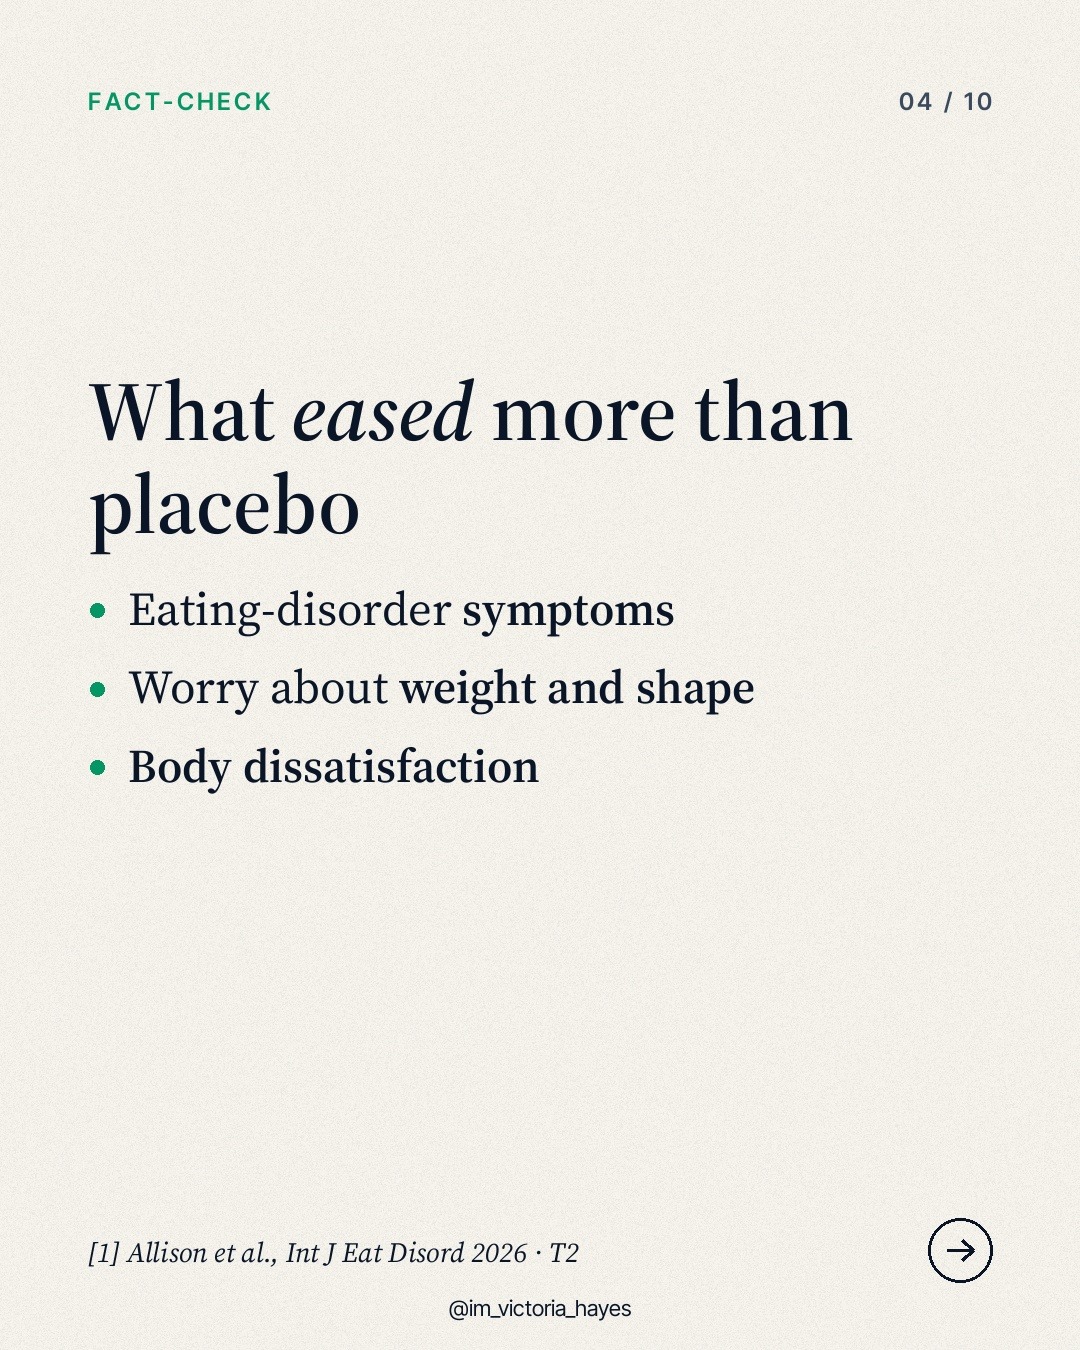 FACT-CHECK
04 / 10
What eased more than
placebo
Eating-disorder symptoms
Worry about weight and shape
Body dissatisfaction
[1] Allison et al., Int J Eat Disord 2026 · T2
@im_victoria_hayes